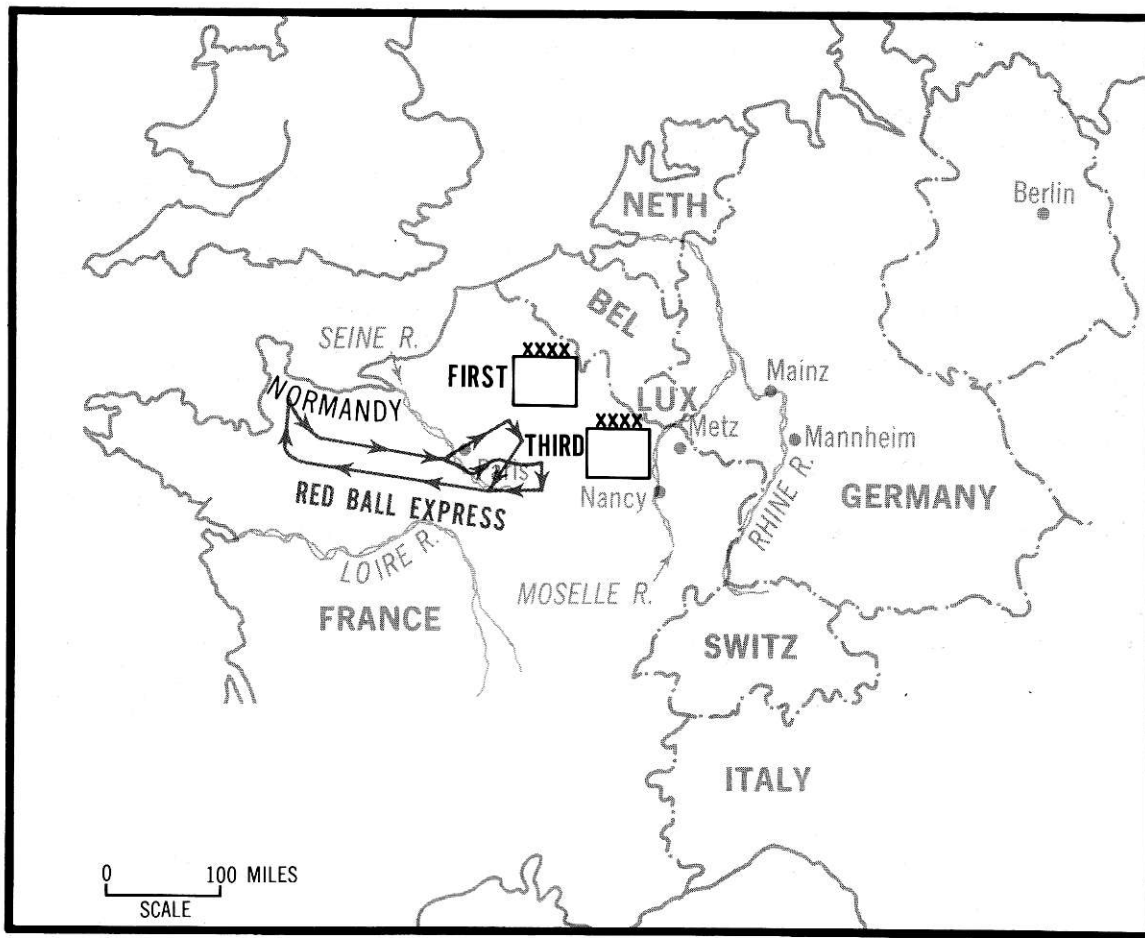 NETH
Berlin
BEL
SEINE R.
XXXX
FIRST
Mainz
NORMANDY
LUX
XXXX
THIRD
Metz
Mannheim
Paris
Nancy
RED BALL EXPRESS
GERMANY
RHINE R.
LOIRE R.
MOSELLE R.
FRANCE
SWITZ
ITALY
0 100 MILES
SCALE